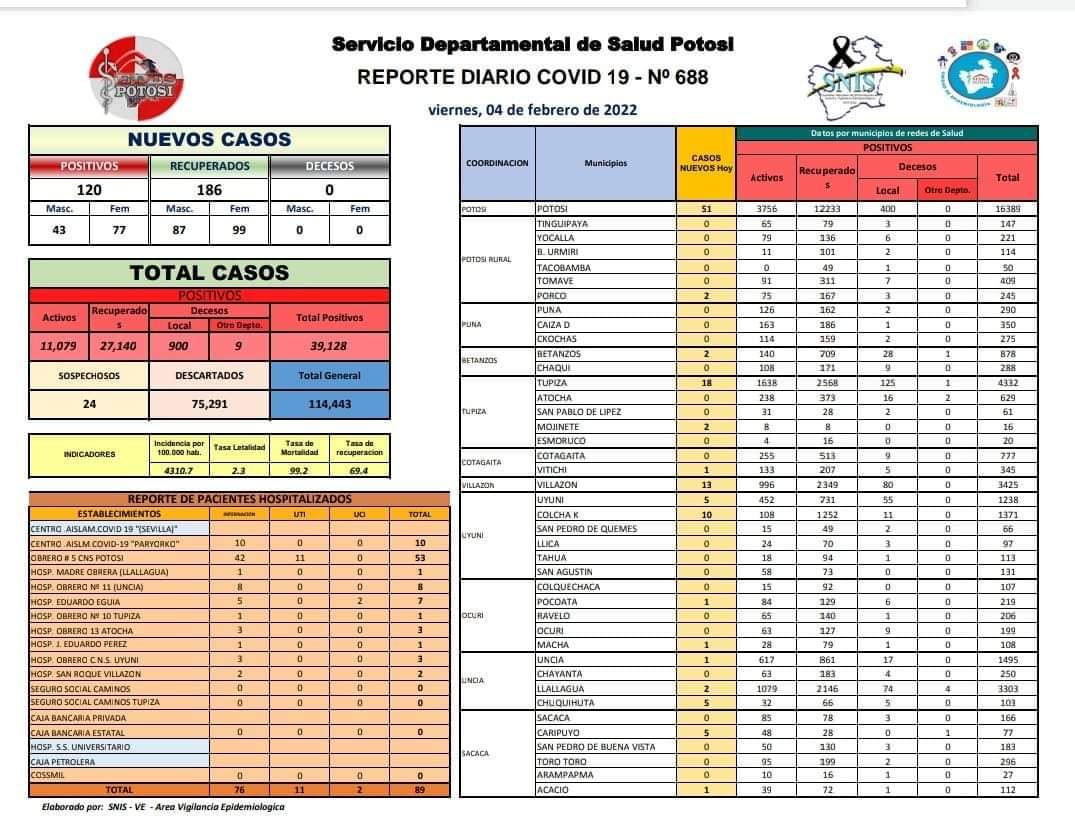 Servicio Departamental de Salud Potosi
REPORTE DIARIO COVID 19 - Nº 688
viernes, 04 de febrero de 2022
SEDES
POTOSI
SNIS
NUEVOS CASOS
POSITIVOS RECUPERADOS DECESOS
120 186 0
Masc. Fem Masc. Fem Masc. Fem
43 77 87 99 0 0
TOTAL CASOS
POSITIVOS
Activos Recuperado s Decesos Total Positivos
Local Otro Depto.
11,079 27,140 900 9 39,128
SOSPECHOSOS DESCARTADOS Total General
24 75,291 114,443
INDICADORES Incidencia por 100.000 hab. Tasa Letalidad Tasa de Mortalidad Tasa de recuperacion
4310.7 2.3 99.2 69.4
REPORTE DE PACIENTES HOSPITALIZADOS
ESTABLECIMIENTOS INTERNACION UTI UCI TOTAL
CENTRO .AISLAM.COVID 19 "(SEVILLA)"
CENTRO .AISLM.COVID-19 "PARYORKO" 10 0 0 10
OBRERO # 5 CNS POTOSI 42 11 0 53
HOSP. MADRE OBRERA (LLALLAGUA) 1 0 0 1
HOSP. OBRERO Nº 11 (UNCIA) 8 0 0 8
HOSP. EDUARDO EGUIA 5 0 2 7
HOSP. OBRERO Nº 10 TUPIZA 1 0 0 1
HOSP. OBRERO 13 ATOCHA 3 0 0 3
HOSP. J. EDUARDO PEREZ 1 0 0 1
HOSP. OBRERO C.N.S. UYUNI 3 0 0 3
HOSP. SAN ROQUE VILLAZON 2 0 0 2
SEGURO SOCIAL CAMINOS 0 0 0 0
SEGURO SOCIAL CAMINOS TUPIZA 0 0 0 0
CAJA BANCARIA PRIVADA
CAJA BANCARIA ESTATAL 0 0 0 0
HOSP. S.S. UNIVERSITARIO
CAJA PETROLERA
COSSMIL 0 0 0 0
TOTAL 76 11 2 89
Elaborado por: SNIS - VE - Area Vigilancia Epidemiologica
COORDINACION Municipios CASOS NUEVOS Hoy Datos por municipios de redes de Salud
POSITIVOS
Activos Recuperado s Decesos Total
Local Otro Depto.
POTOSI POTOSI 51 3756 12233 400 0 16389
POTOSI RURAL TINGUIPAYA 0 65 79 3 0 147
YOCALLA 0 79 136 6 0 221
B. URMIRI 0 11 101 2 0 114
TACOBAMBA 0 0 49 1 0 50
TOMAVE 0 91 311 7 0 409
PORCO 2 75 167 3 0 245
PUNA PUNA 0 126 162 2 0 290
CAIZA D 0 163 186 1 0 350
CKOCHAS 0 114 159 2 0 275
BETANZOS BETANZOS 2 140 709 28 1 878
CHAQUI 0 108 171 9 0 288
TUPIZA TUPIZA 18 1638 2568 125 1 4332
ATOCHA 0 238 373 16 2 629
SAN PABLO DE LIPEZ 0 31 28 2 0 61
MOJINETE 2 8 8 0 0 16
ESMORUCO 0 4 16 0 0 20
COTAGAITA COTAGAITA 0 255 513 9 0 777
VITICHI 1 133 207 5 0 345
VILLAZON VILLAZON 13 996 2349 80 0 3425
UYUNI UYUNI 5 452 731 55 0 1238
COLCHA K 10 108 1252 11 0 1371
SAN PEDRO DE QUEMES 0 15 49 2 0 66
LLICA 0 24 70 3 0 97
TAHUA 0 18 94 1 0 113
SAN AGUSTIN 0 58 73 0 0 131
OCURI COLQUECHACA 0 15 92 0 0 107
POCOATA 1 84 129 6 0 219
RAVELO 0 65 140 1 0 206
OCURI 0 63 127 9 0 199
MACHA 1 28 79 1 0 108
UNCIA UNCIA 1 617 861 17 0 1495
CHAYANTA 0 63 183 4 0 250
LLALLAGUA 2 1079 2146 74 4 3303
CHUQUIHUTA 5 32 66 5 0 103
SACACA SACACA 0 85 78 3 0 166
CARIPUYO 5 48 28 0 1 77
SAN PEDRO DE BUENA VISTA 0 50 130 3 0 183
TORO TORO 0 95 199 2 0 296
ARAMPAPMA 0 10 16 1 0 27
ACACIO 1 39 72 1 0 112